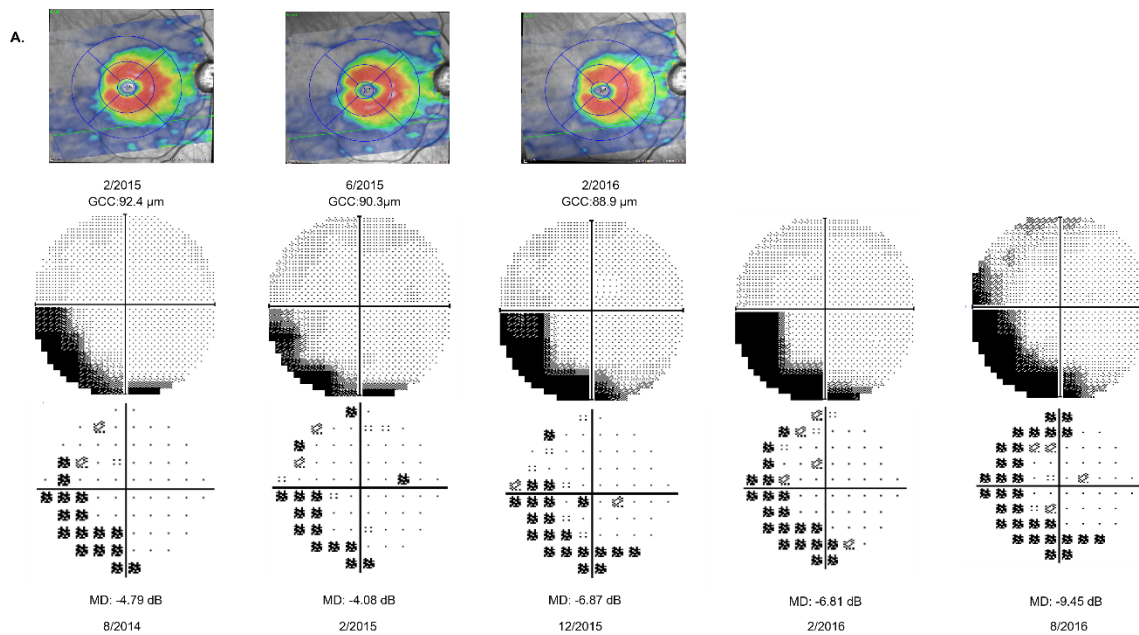 A.
2/2015 6/2015 2/2016
GCC:92.4 µm GCC:90.3µm GCC:88.9 µm
MD: -4.79 dB MD: -4.08 dB MD: -6.87 dB MD: -6.81 dB MD: -9.45 dB
8/2014 2/2015 12/2015 2/2016 8/2016